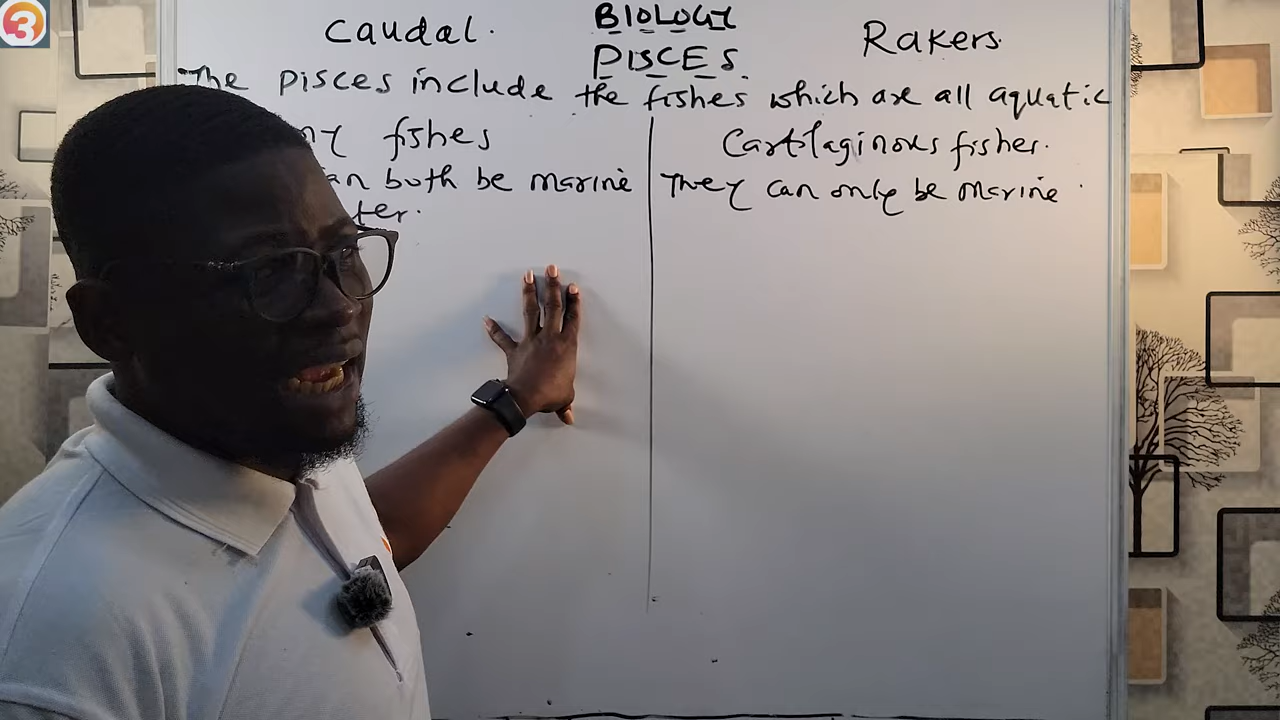 3
BIOLOGY
caudal.
Rakers.
PISCES.
The pisces include the fishes which are all aquatic
fishes
Cartilaginous fishes.
both be marine
They can only be marine